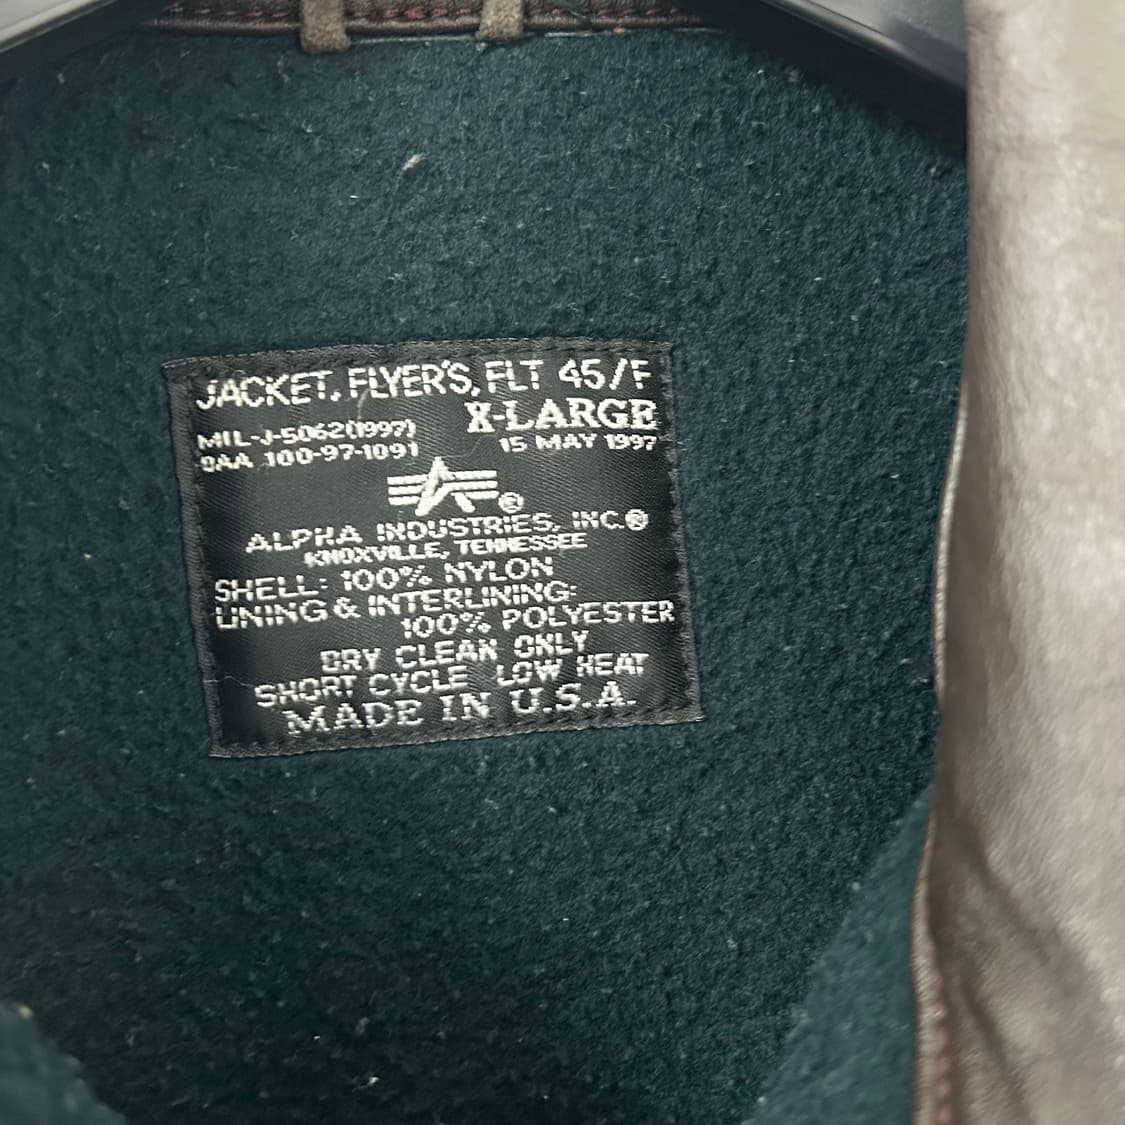 JACKET, FLYER'S, FLT 45/F
X-LARGE
MIL-J-5062(1997)
15 MAY 1997
SAA 100-97-1091
®
ALPHA INDUSTRIES, INC.®
KNOXVILLE, TENNESSEE
SHELL: 100% NYLON
LINING & INTERLINING:
100% POLYESTER
DRY CLEAN ONLY
SHORT CYCLE LOW HEAT
MADE IN U.S.A.